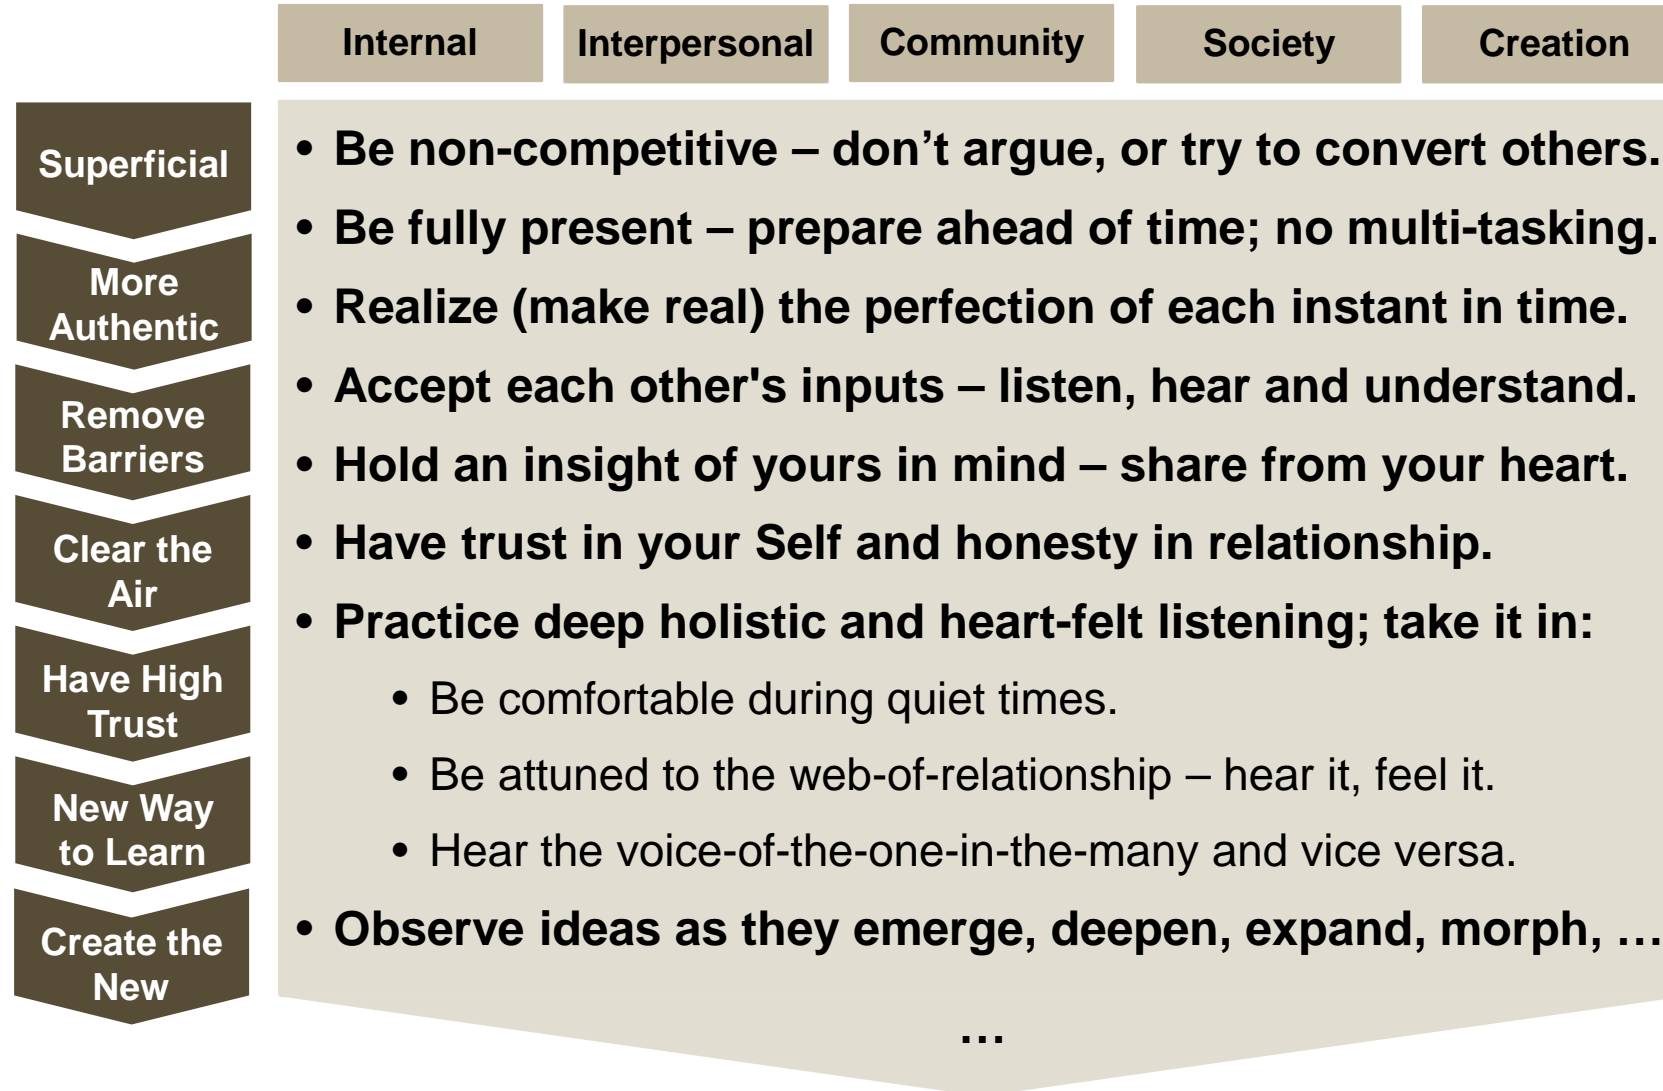 Internal Interpersonal Community Society Creation
Superficial
More
Authentic
Remove
Barriers
Clear the
Air
Have High
Trust
New Way
to Learn
Create the
New
• Be non-competitive – don’t argue, or try to convert others.
• Be fully present – prepare ahead of time; no multi-tasking.
• Realize (make real) the perfection of each instant in time.
• Accept each other's inputs – listen, hear and understand.
• Hold an insight of yours in mind – share from your heart.
• Have trust in your Self and honesty in relationship.
• Practice deep holistic and heart-felt listening; take it in:
• Be comfortable during quiet times.
• Be attuned to the web-of-relationship – hear it, feel it.
• Hear the voice-of-the-one-in-the-many and vice versa.
• Observe ideas as they emerge, deepen, expand, morph, …
…